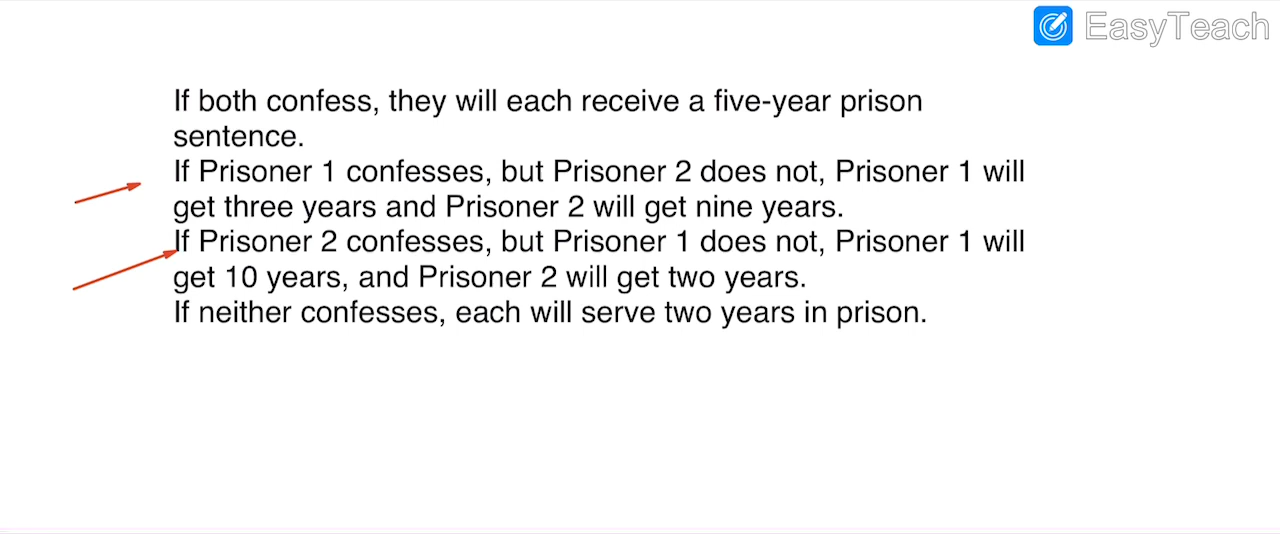 EasyTeach
If both confess, they will each receive a five-year prison
sentence.
If Prisoner 1 confesses, but Prisoner 2 does not, Prisoner 1 will
get three years and Prisoner 2 will get nine years.
If Prisoner 2 confesses, but Prisoner 1 does not, Prisoner 1 will
get 10 years, and Prisoner 2 will get two years.
If neither confesses, each will serve two years in prison.